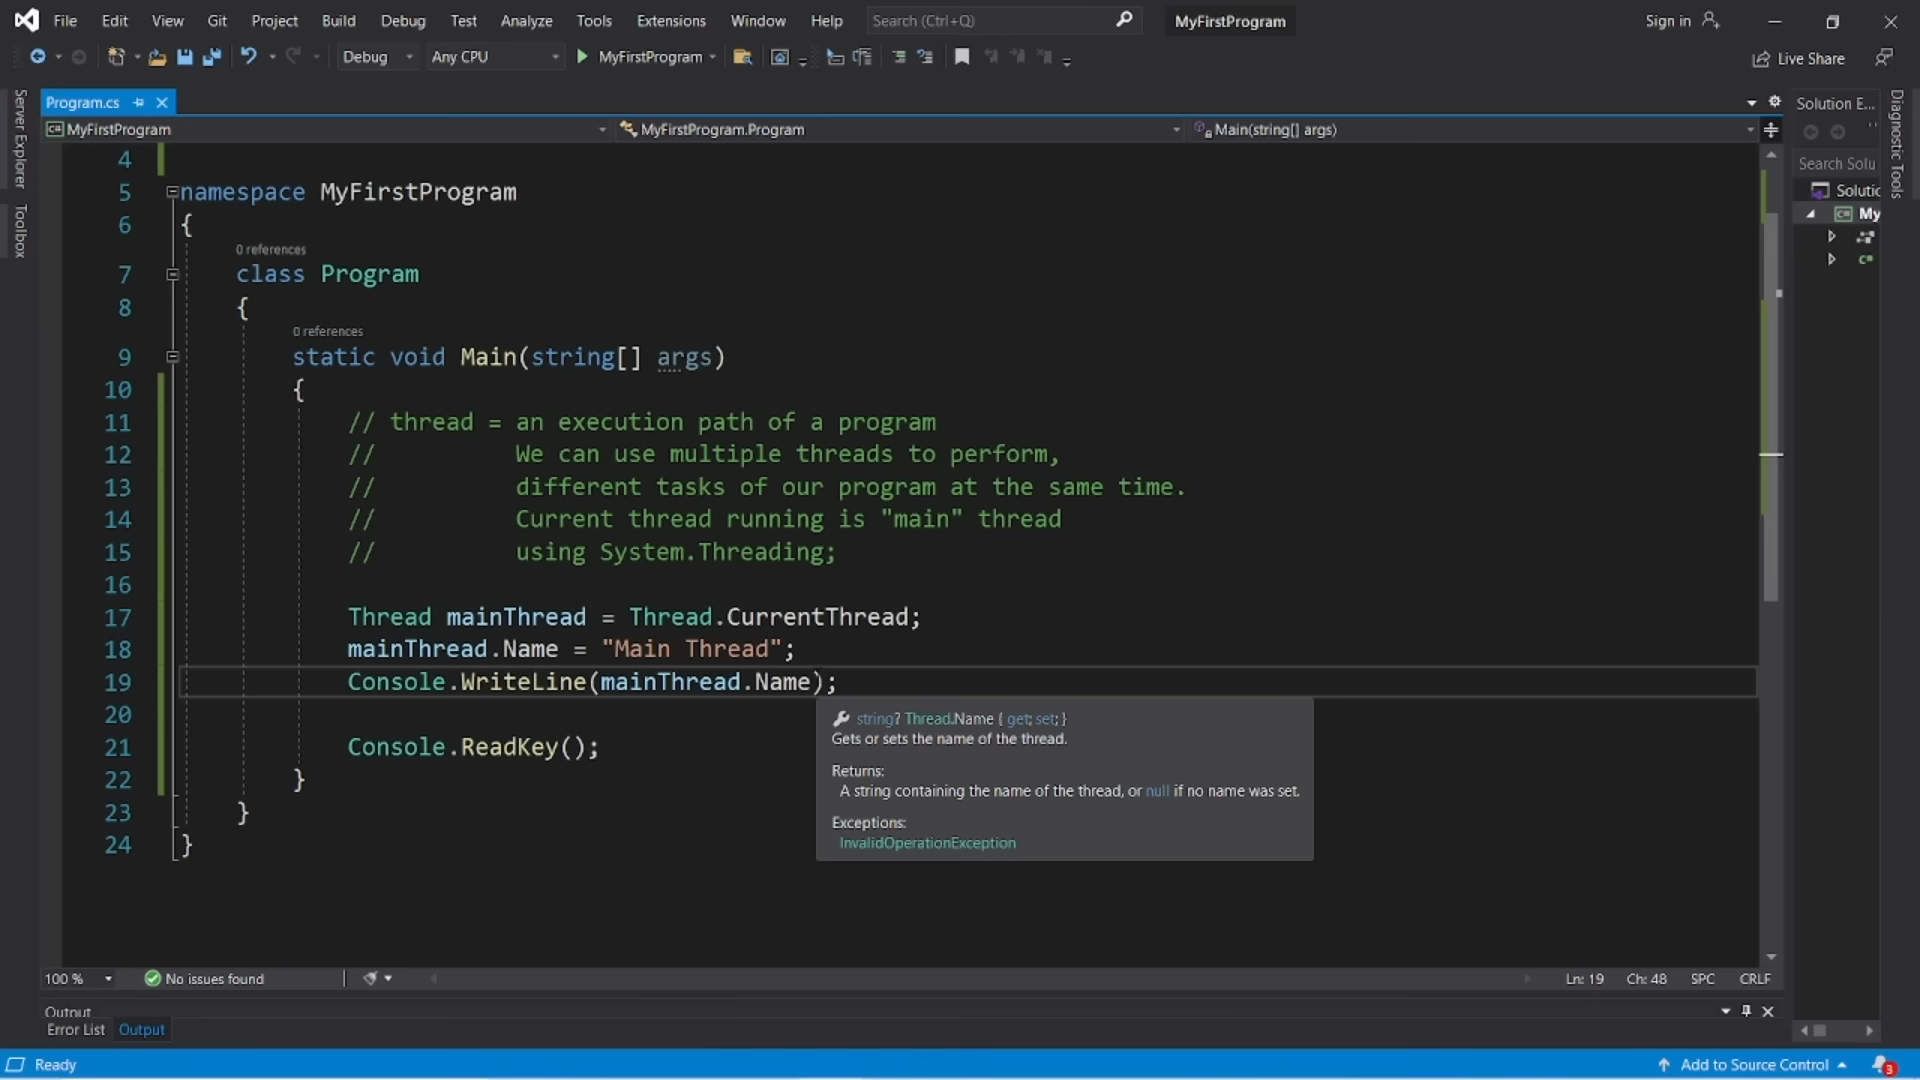 File Edit View Git Project Build Debug Test Analyze Tools Extensions Window Help Search (Ctrl+Q) MyFirstProgram Sign in
Debug Any CPU MyFirstProgram Live Share
Server Explorer
Toolbox
Program.cs
MyFirstProgram MyFirstProgram.Program Main(string[] args)
4
5 namespace MyFirstProgram
6 {
0 references
7 class Program
8 {
0 references
9 static void Main(string[] args)
10 {
11 // thread = an execution path of a program
12 // We can use multiple threads to perform,
13 // different tasks of our program at the same time.
14 // Current thread running is "main" thread
15 // using System.Threading;
16
17 Thread mainThread = Thread.CurrentThread;
18 mainThread.Name = "Main Thread";
19 Console.WriteLine(mainThread.Name);
20
21 Console.ReadKey();
22 }
23 }
24 }
string? Thread.Name { get; set; }
Gets or sets the name of the thread.
Returns:
A string containing the name of the thread, or null if no name was set.
Exceptions:
InvalidOperationException
Solution E...
Search Solu
Solutic
My
C#
Diagnostic Tools
100 % No issues found Ln: 19 Ch: 48 SPC CRLF
Output
Error List Output
Ready Add to Source Control 3